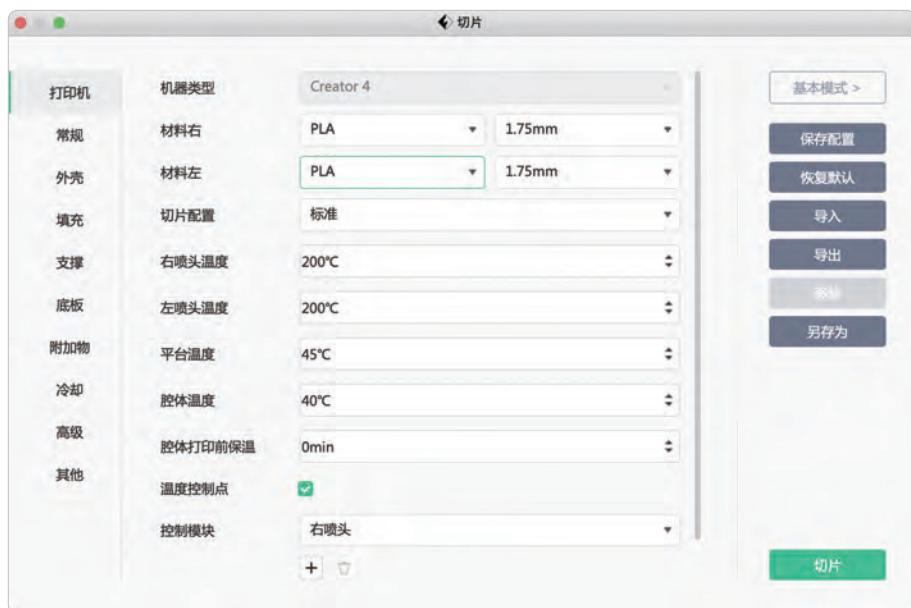 切片
打印机
常规
外壳
填充
支撑
底板
附加物
冷却
高级
其他
机器类型 Creator 4
材料右 PLA 1.75mm
材料左 PLA 1.75mm
切片配置 标准
右喷头温度 200℃
左喷头温度 200℃
平台温度 45℃
腔体温度 40℃
腔体打印前保温 0min
温度控制点
控制模块 右喷头
+
基本模式 >
保存配置
恢复默认
导入
导出
另存为
切片